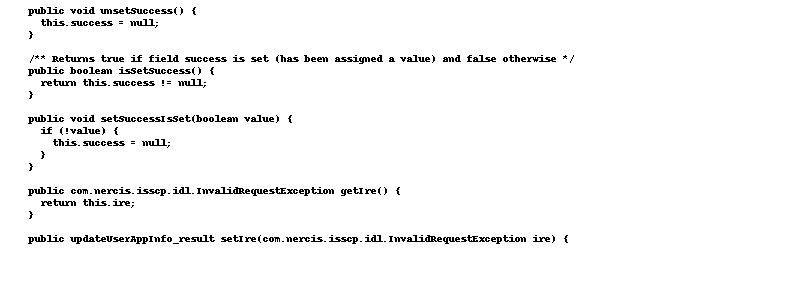 public void unsetSuccess() {
this.success = null;
}
/** Returns true if field success is set (has been assigned a value) and false otherwise */
public boolean isSetSuccess() {
return this.success != null;
}
public void setSuccessIsSet(boolean value) {
if (!value) {
this.success = null;
}
}
public com.nercis.isscp.idl.InvalidRequestException getIre() {
return this.ire;
}
public updateUserAppInfo_result setIre(com.nercis.isscp.idl.InvalidRequestException ire) {